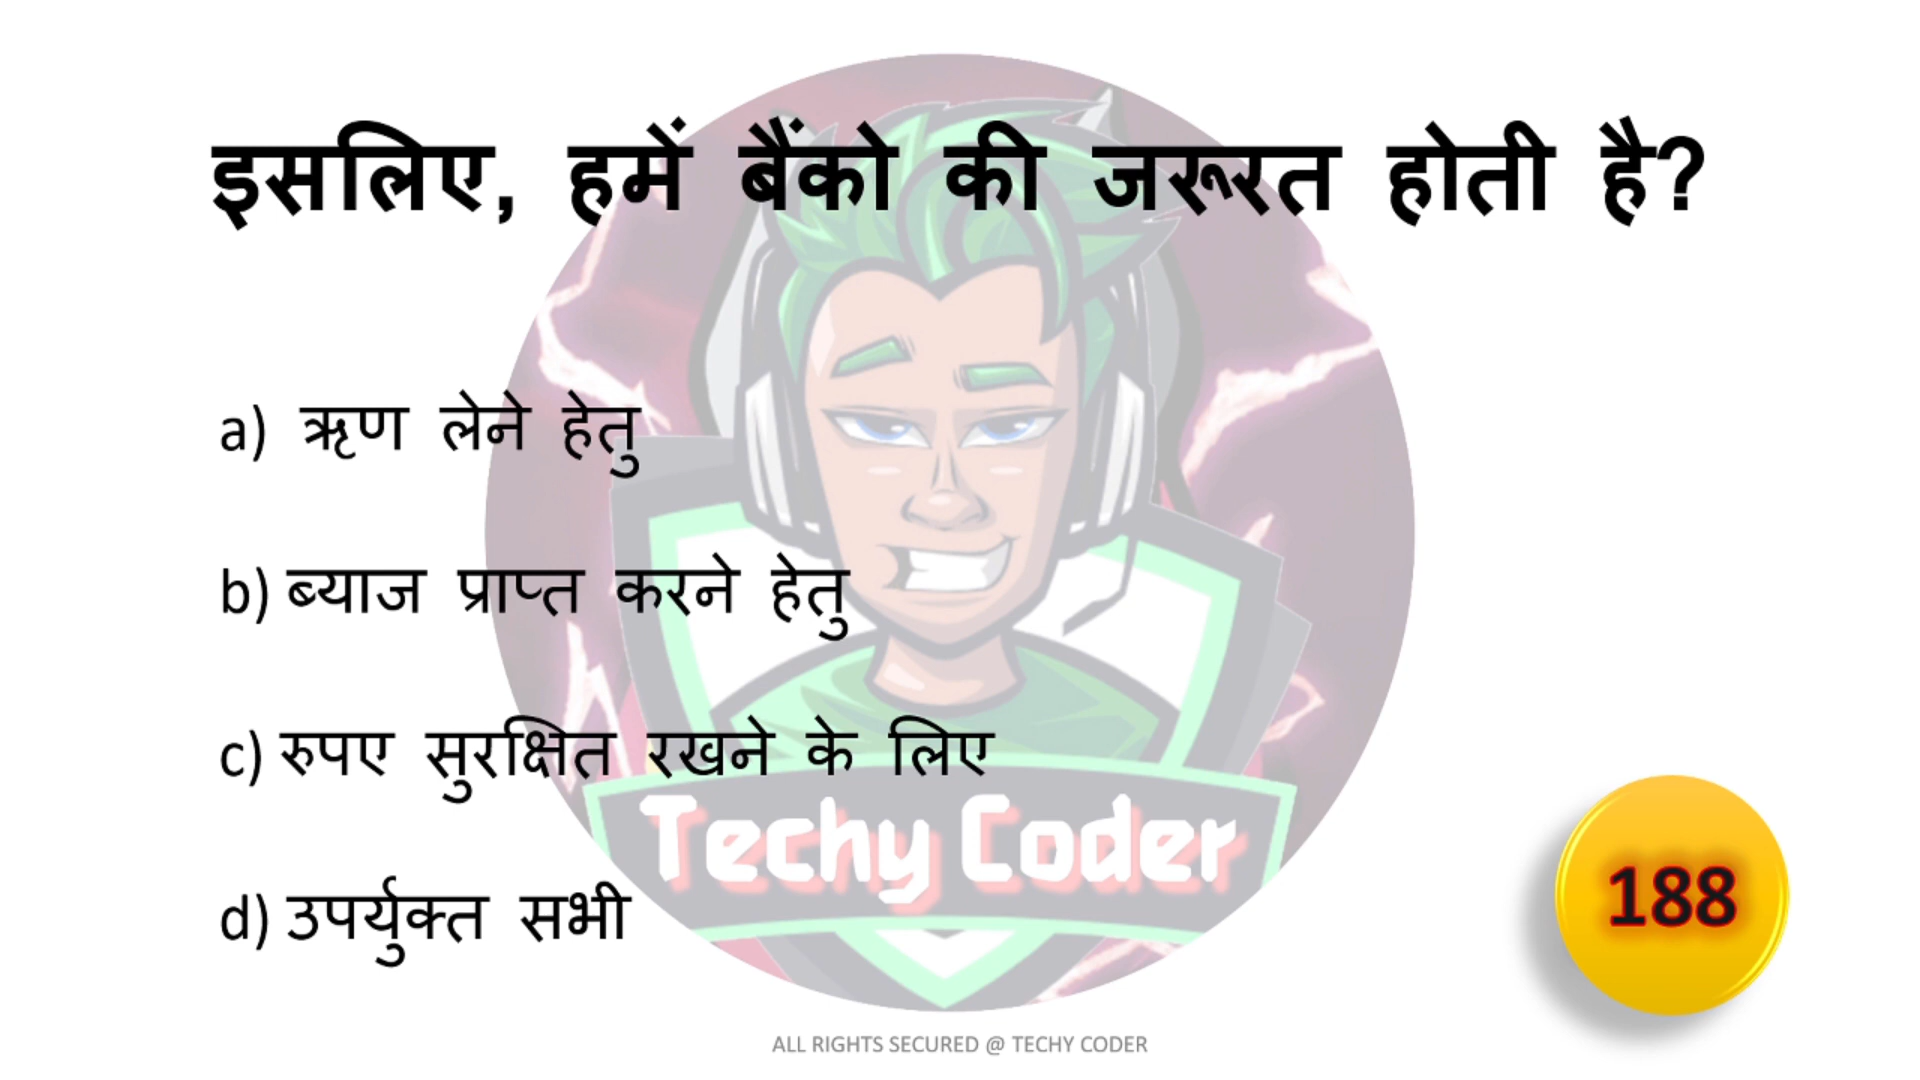 इसलिए, हमें बैंको की जरूरत होती है?
a) ऋण लेने हेतु
b) ब्याज प्राप्त करने हेतु
c) रुपए सुरक्षित रखने के लिए
Techy Coder
d) उपर्युक्त सभी
188
ALL RIGHTS SECURED @ TECHY CODER